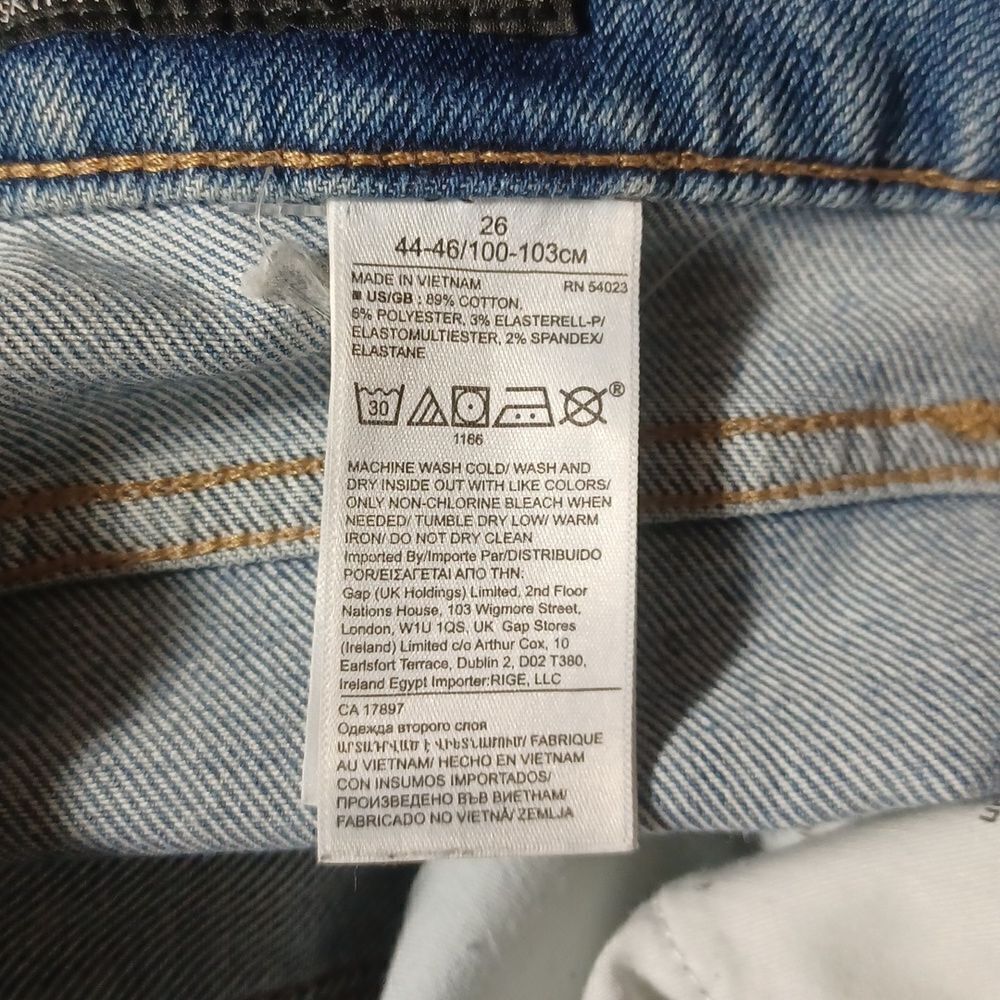 26
44-46/100-103CM
MADE IN VIETNAM RN 54023
US/GB : 89% COTTON,
6% POLYESTER, 3% ELASTERELL-P/
ELASTOMULTIESTER, 2% SPANDEX/
ELASTANE
30 ®
1166
MACHINE WASH COLD/ WASH AND
DRY INSIDE OUT WITH LIKE COLORS/
ONLY NON-CHLORINE BLEACH WHEN
NEEDED/ TUMBLE DRY LOW/ WARM
IRON/ DO NOT DRY CLEAN
Imported By/Importe Par/DISTRIBUIDO
POR/ΕΙΣΑΓΕΤΑΙ ΑΠΟ ΤΗΝ:
Gap (UK Holdings) Limited, 2nd Floor
Nations House, 103 Wigmore Street,
London, W1U 1QS, UK Gap Stores
(Ireland) Limited c/o Arthur Cox, 10
Earlsfort Terrace, Dublin 2, D02 T380,
Ireland Egypt Importer:RIGE, LLC
CA 17897
Одежда второго слоя
ԱՐՏԱԴՐՎԱԾ Է ՎԻԵՏՆԱՄՈՒՄ/ FABRIQUE
AU VIETNAM/ HECHO EN VIETNAM
CON INSUMOS IMPORTADOS/
ПРОИЗВЕДЕНО ВЪВ ВИЕТНАМ/
FABRICADO NO VIETNÃ/ ZEMLJA